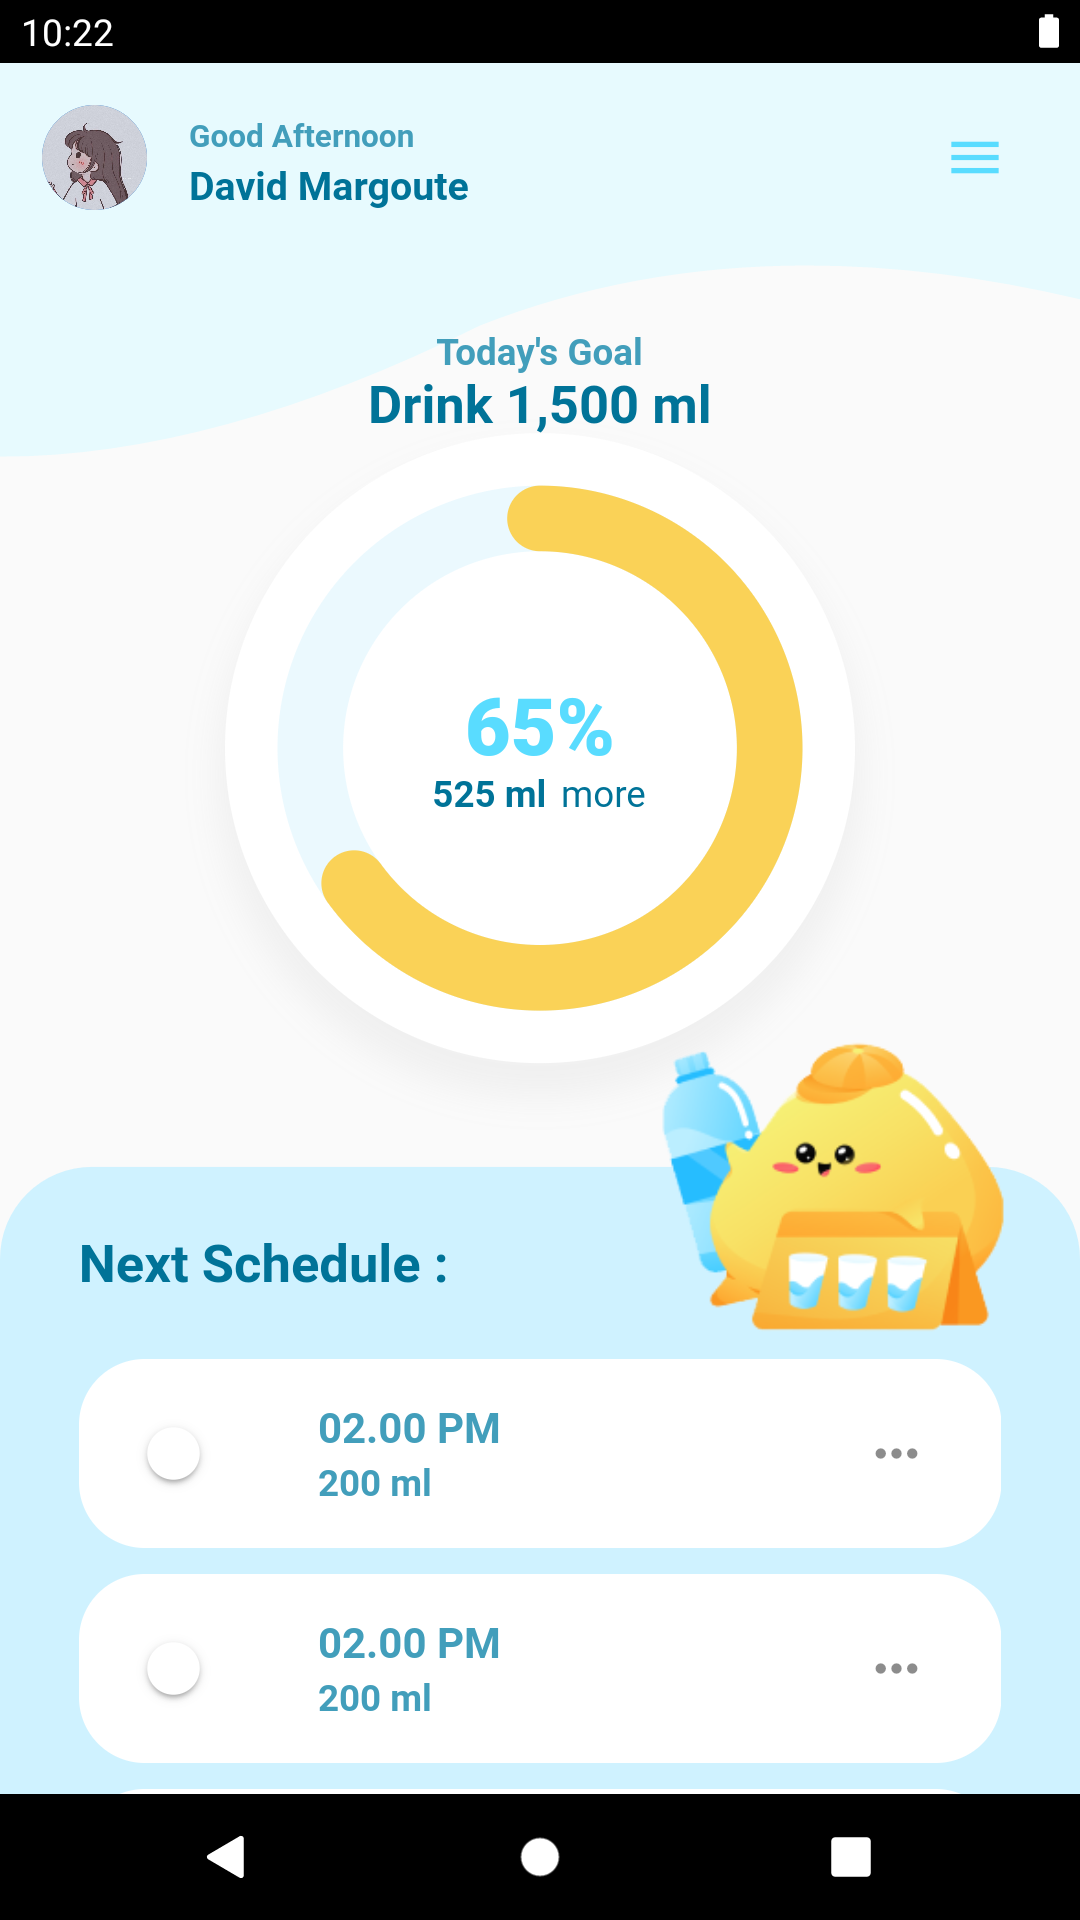 10:22
Good Afternoon
David Margoute
Today's Goal
Drink 1,500 ml
65%
525 ml more
Next Schedule :
02.00 PM
200 ml
02.00 PM
200 ml